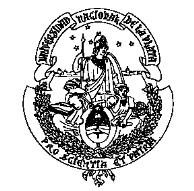 UNIVERSIDAD NACIONAL DE LA PLATA
PRO SCIENTIA ET PATRIA